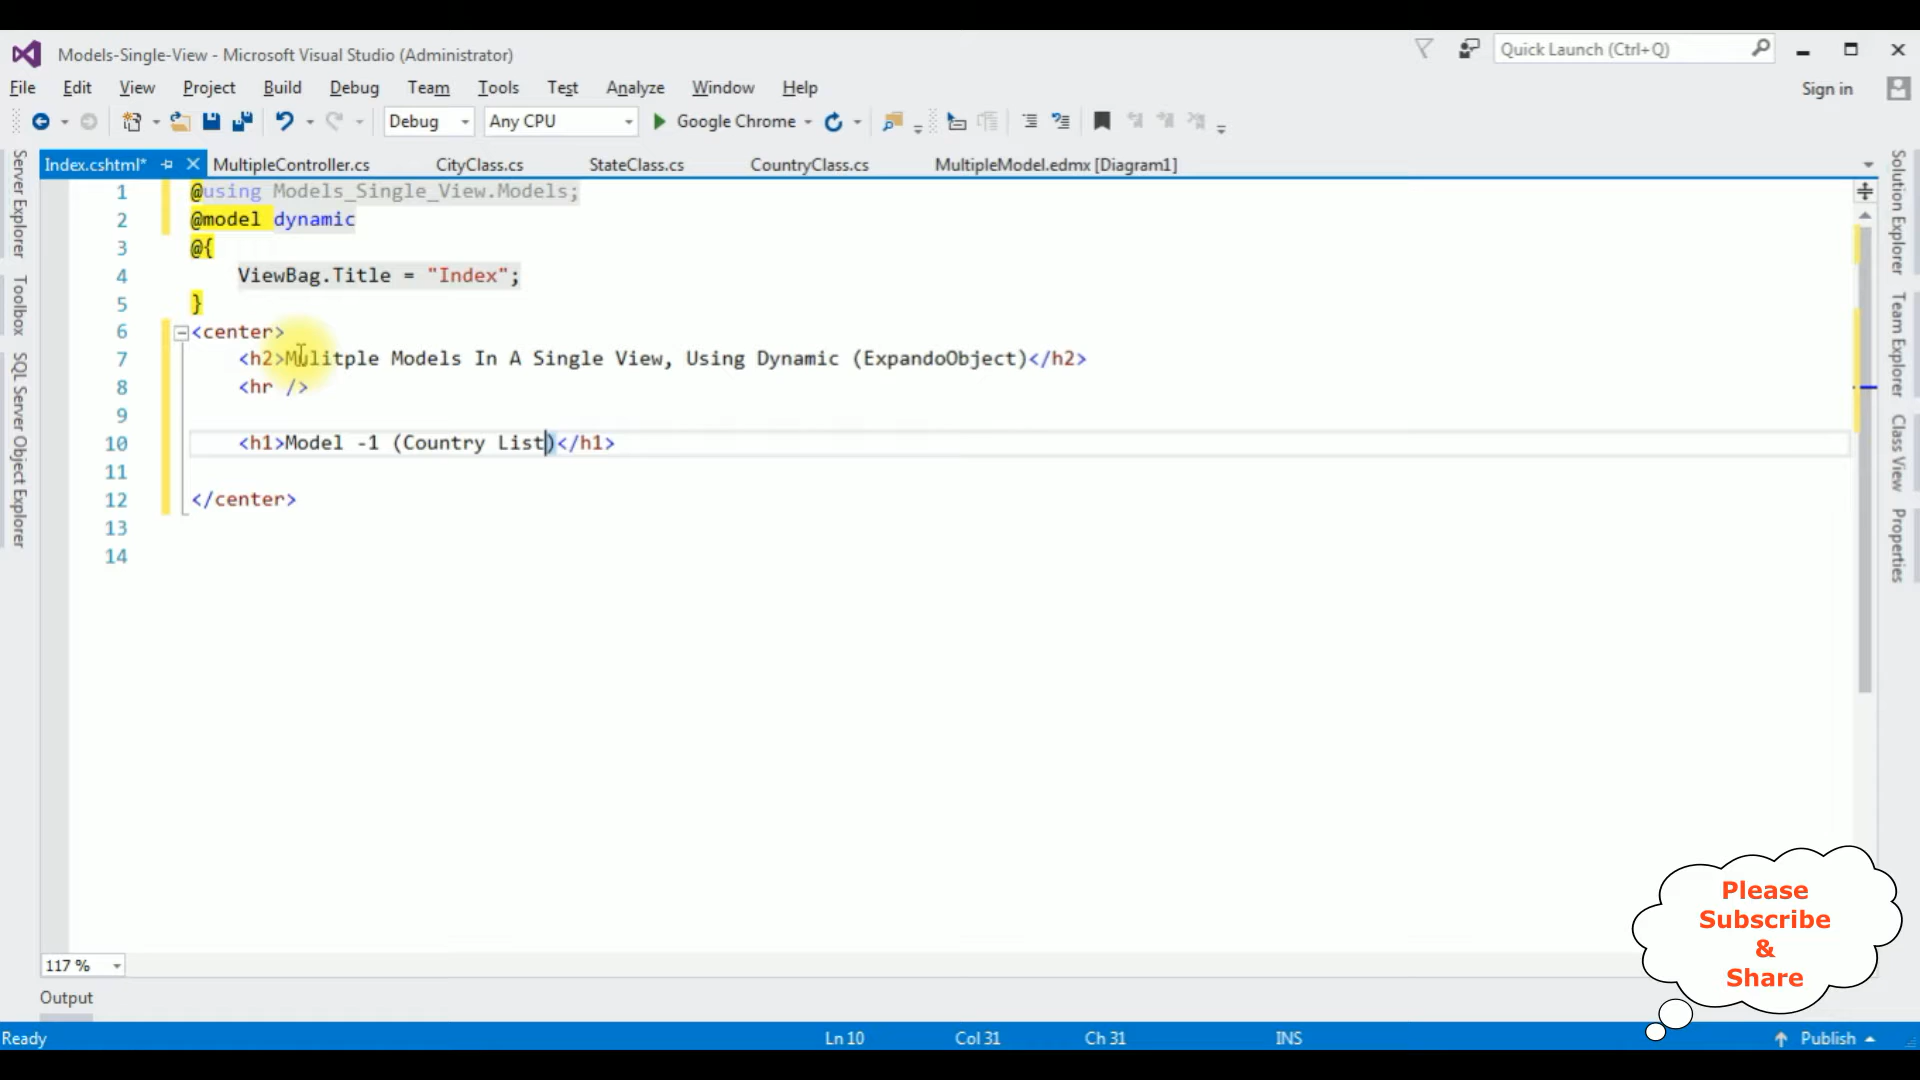 Models-Single-View - Microsoft Visual Studio (Administrator)
Quick Launch (Ctrl+Q)
File Edit View Project Build Debug Team Tools Test Analyze Window Help
Sign in
Debug Any CPU Google Chrome
Index.cshtml* MultipleController.cs CityClass.cs StateClass.cs CountryClass.cs MultipleModel.edmx [Diagram1]
1 @using Models_Single_View.Models;
2 @model dynamic
3 @{
4 ViewBag.Title = "Index";
5 }
6 <center>
7 <h2>Mulitple Models In A Single View, Using Dynamic (ExpandoObject)</h2>
8 <hr />
9
10 <h1>Model -1 (Country List)</h1>
11
12 </center>
13
14
Server Explorer
Toolbox
SQL Server Object Explorer
Solution Explorer
Team Explorer
Class View
Properties
Please
Subscribe
&
Share
117 %
Output
Ready Ln 10 Col 31 Ch 31 INS Publish